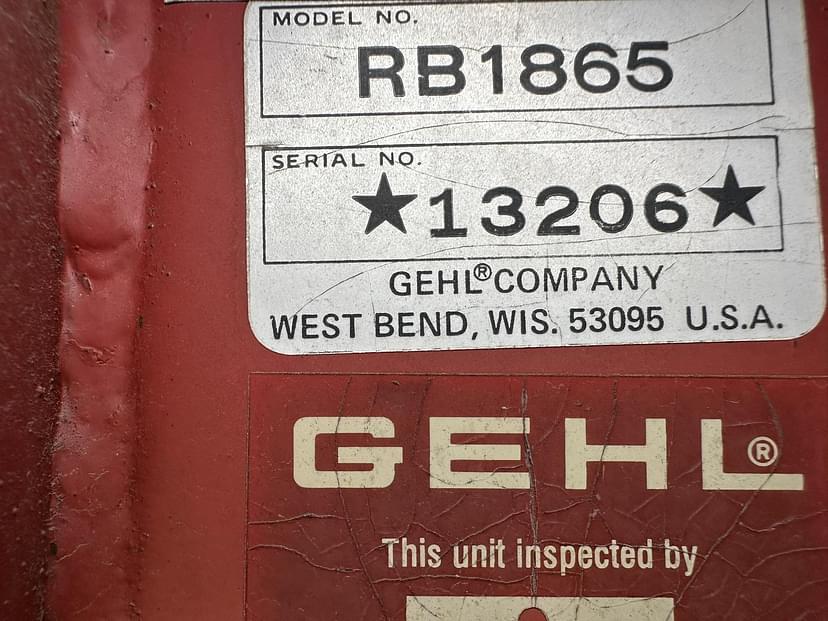 MODEL NO.
RB1865
SERIAL NO.
★13206★
GEHL® COMPANY
WEST BEND, WIS. 53095 U.S.A.
GEHL®
This unit inspected by